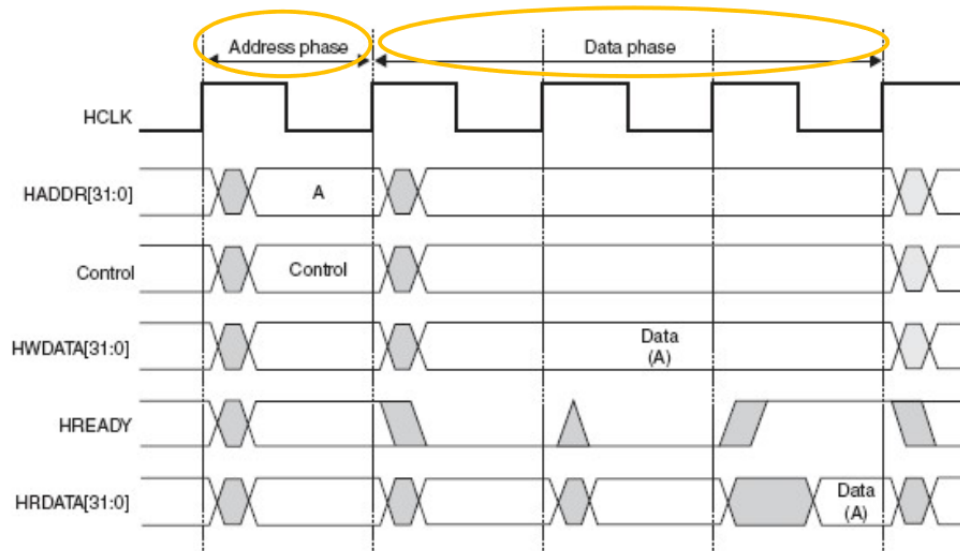 Address phase
Data phase
HCLK
HADDR[31:0]
A
Control
Control
HWDATA[31:0]
Data
(A)
HREADY
HRDATA[31:0]
Data
(A)